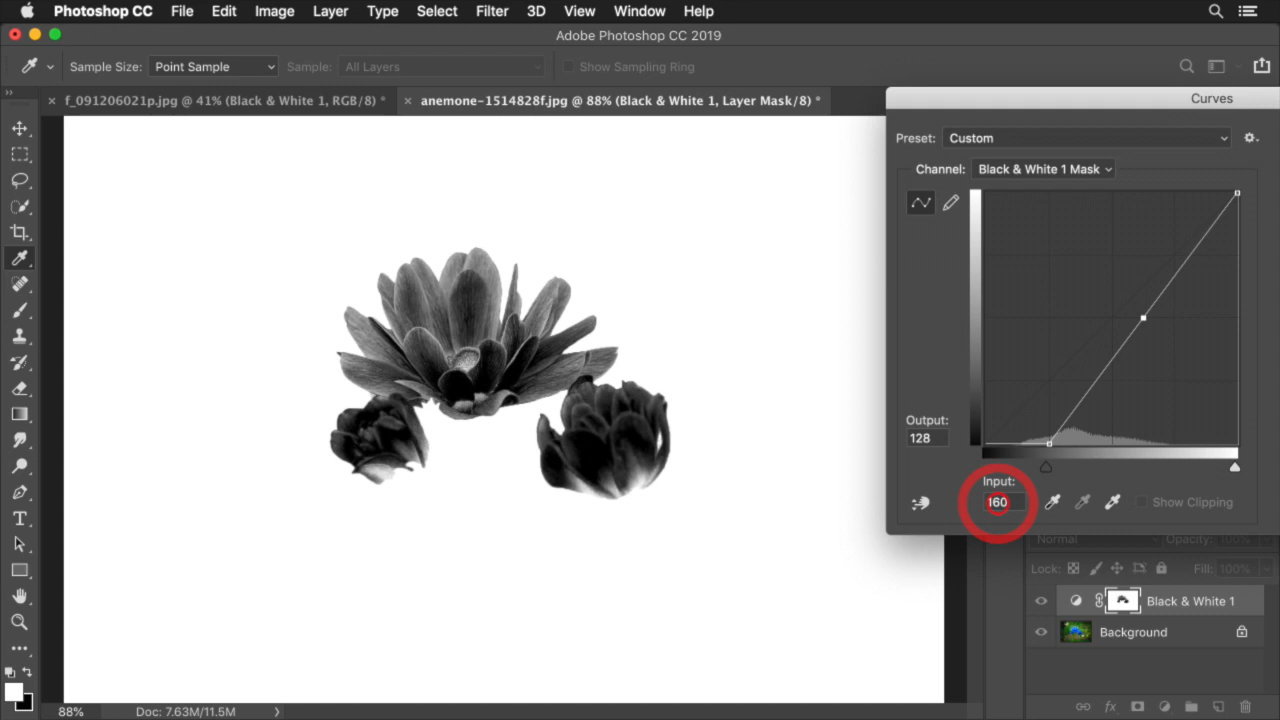 Photoshop CC File Edit Image Layer Type Select Filter 3D View Window Help
Adobe Photoshop CC 2019
Sample Size: Point Sample Sample: All Layers Show Sampling Ring
f_091206021p.jpg @ 41% (Black & White 1, RGB/8) *
anemone-1514828f.jpg @ 88% (Black & White 1, Layer Mask/8) *
Curves
Preset: Custom
Channel: Black & White 1 Mask
Output:
128
Input:
160
Show Clipping
Normal Opacity: 100%
Lock: Fill: 100%
Black & White 1
Background
fx
88% Doc: 7.63M/11.5M